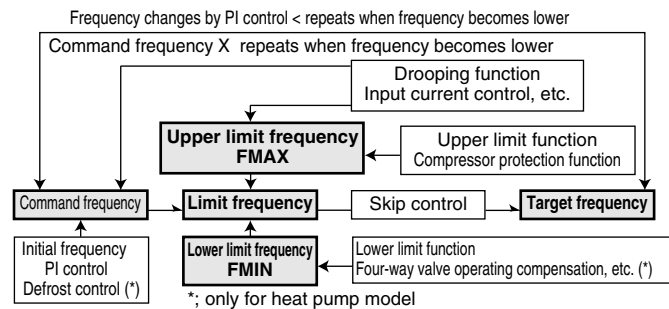 Frequency changes by PI control < repeats when frequency becomes lower
Command frequency X repeats when frequency becomes lower
Drooping function
Input current control, etc.
Upper limit frequency
FMAX
Upper limit function
Compressor protection function
Command frequency
Limit frequency
Skip control
Target frequency
Initial frequency
PI control
Defrost control (*)
Lower limit frequency
FMIN
Lower limit function
Four-way valve operating compensation, etc. (*)
*; only for heat pump model